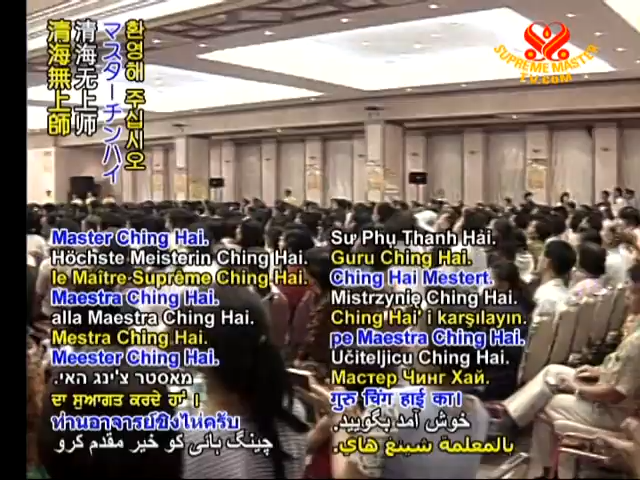 清海無上師
清海无上师
マスターチンハイ
환영해 주십시오
SUPREME MASTER
TV.COM
Master Ching Hai.
Höchste Meisterin Ching Hai.
le Maître Suprême Ching Hai.
Maestra Ching Hai.
alla Maestra Ching Hai.
Mestra Ching Hai.
Meester Ching Hai.
מאסטר צ'ינג האי.
ਦਾ ਸੁਆਗਤ ਕਰਦੇ ਹਾਂ ।
ท่านอาจารย์ชิงไห่ครับ
چینگ ہائی کو خیر مقدم کرو
Sư Phụ Thanh Hải.
Guru Ching Hai.
Ching Hai Mestert.
Mistrzynię Ching Hai.
Ching Hai' i karşılayın.
pe Maestra Ching Hai.
Učiteljicu Ching Hai.
Мастер Чинг Хай.
ਗੁਰੂ ਚਿੰਗ ਹਾਈ ਕਾ।
خوش آمد بگویید.
بالمعلمة شينغ هاي.